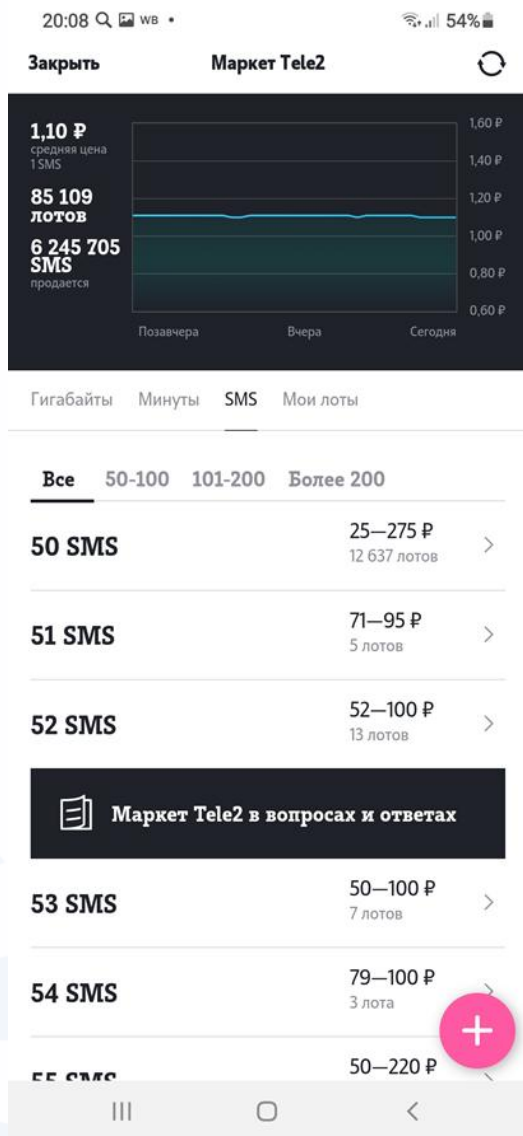 20:08 WB • 54%
Закрыть Маркет Tele2
1,10 ₽
средняя цена
1 SMS
85 109
лотов
6 245 705
SMS
продается
1,60 ₽
1,40 ₽
1,20 ₽
1,00 ₽
0,80 ₽
0,60 ₽
Позавчера Вчера Сегодня
Гигабайты Минуты SMS Мои лоты
Все 50-100 101-200 Более 200
50 SMS 25—275 ₽
12 637 лотов
51 SMS 71—95 ₽
5 лотов
52 SMS 52—100 ₽
13 лотов
Маркет Tele2 в вопросах и ответах
53 SMS 50—100 ₽
7 лотов
54 SMS 79—100 ₽
3 лота
55 SMS 50—220 ₽